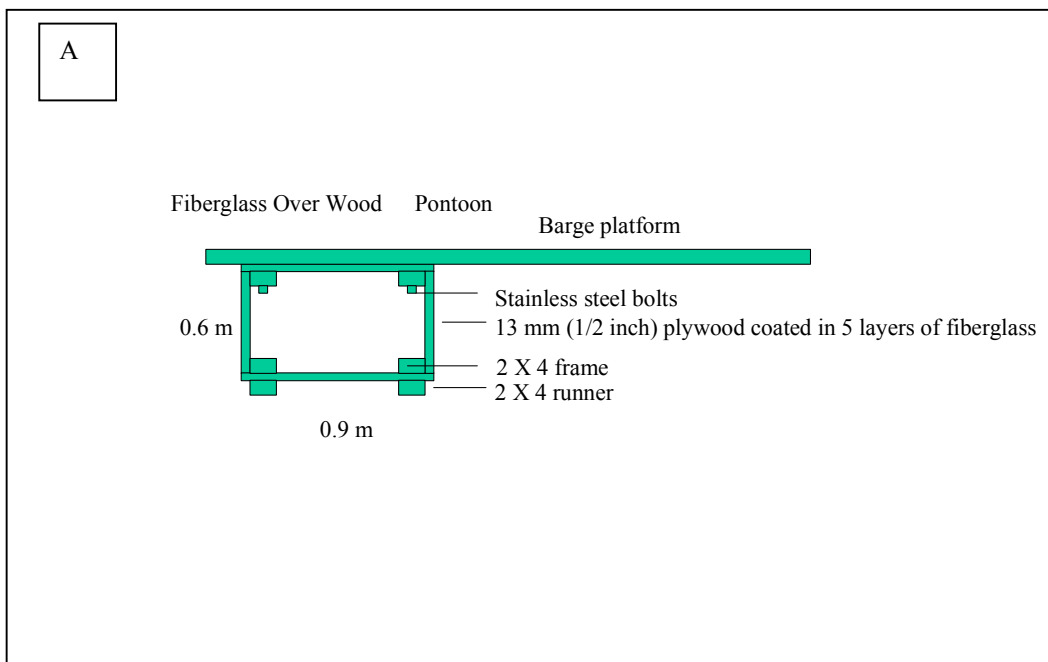 A
Fiberglass Over Wood Pontoon
Barge platform
Stainless steel bolts
0.6 m
13 mm (1/2 inch) plywood coated in 5 layers of fiberglass
2 X 4 frame
2 X 4 runner
0.9 m